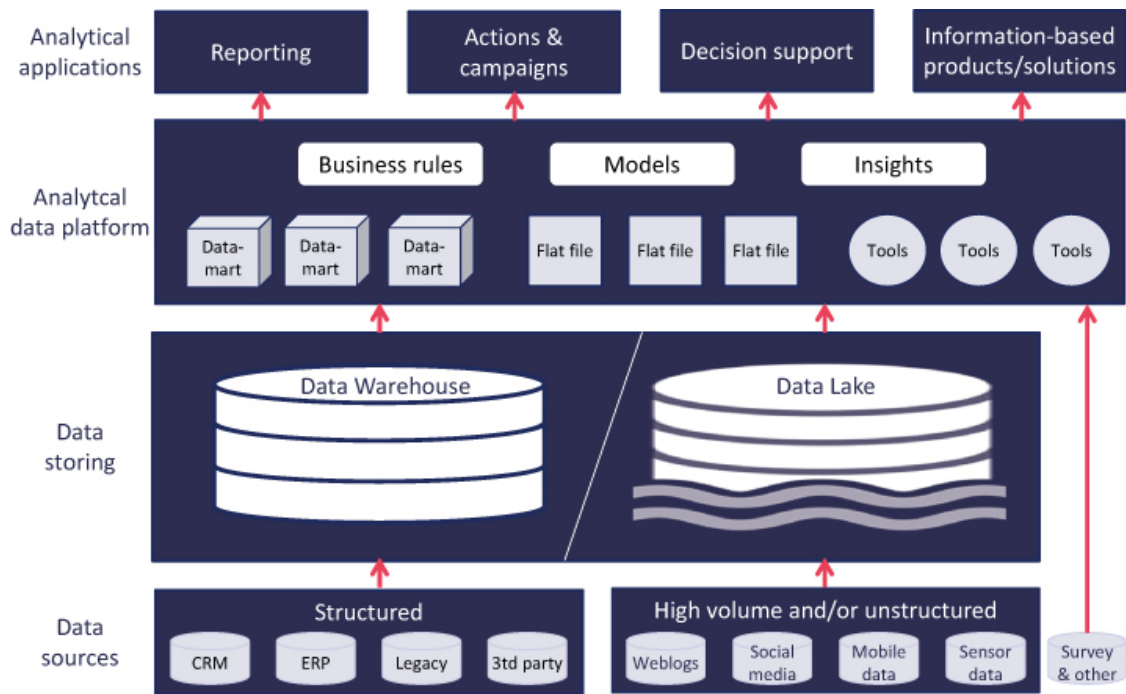 Analytical
applications
Reporting
Actions &
campaigns
Decision support
Information-based
products/solutions
Analytcal
data platform
Business rules
Models
Insights
Data-
mart
Data-
mart
Data-
mart
Flat file
Flat file
Flat file
Tools
Tools
Tools
Data
storing
Data Warehouse
Data Lake
Data
sources
Structured
CRM
ERP
Legacy
3td party
High volume and/or unstructured
Weblogs
Social
media
Mobile
data
Sensor
data
Survey
& other